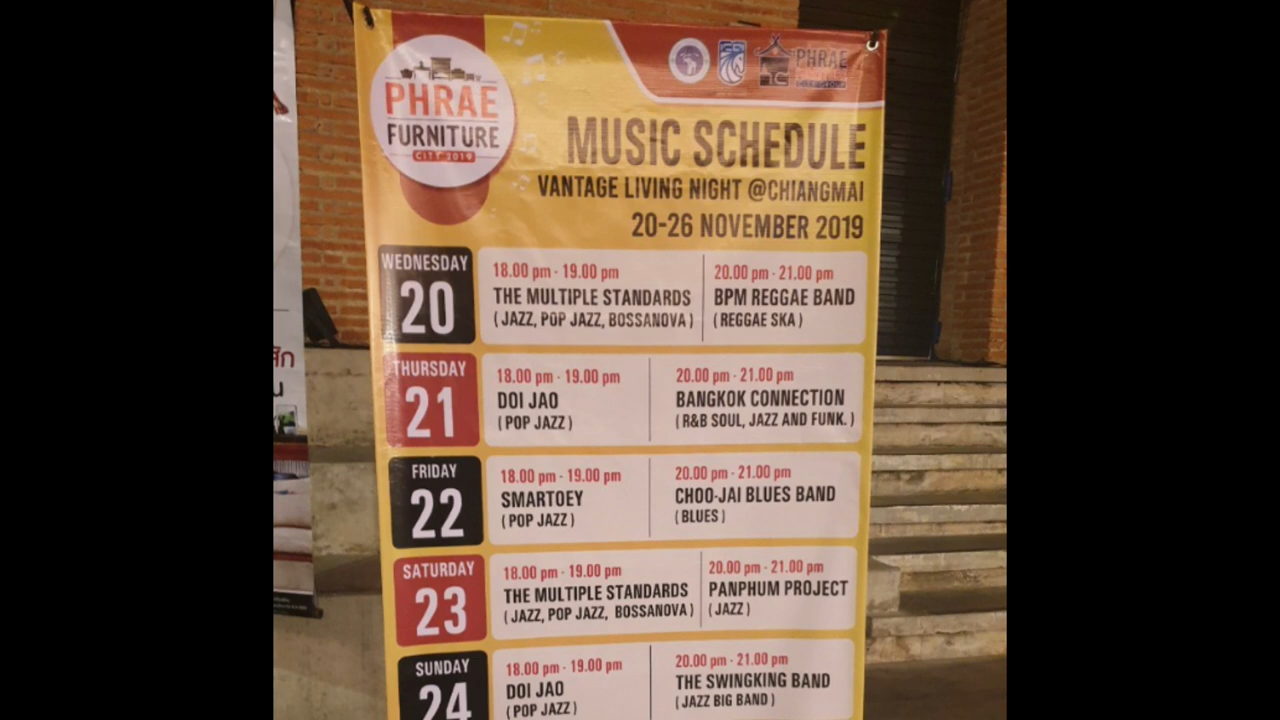 PHRAE
FURNITURE
CITY 2019
PHRAE
MUSIC SCHEDULE
VANTAGE LIVING NIGHT @CHIANGMAI
20-26 NOVEMBER 2019
WEDNESDAY
20
18.00 pm - 19.00 pm
THE MULTIPLE STANDARDS
( JAZZ, POP JAZZ, BOSSANOVA )
20.00 pm - 21.00 pm
BPM REGGAE BAND
( REGGAE SKA )
THURSDAY
21
18.00 pm - 19.00 pm
DOI JAO
( POP JAZZ )
20.00 pm - 21.00 pm
BANGKOK CONNECTION
( R&B SOUL, JAZZ AND FUNK. )
FRIDAY
22
18.00 pm - 19.00 pm
SMARTOEY
( POP JAZZ )
20.00 pm - 21.00 pm
CHOO-JAI BLUES BAND
( BLUES )
SATURDAY
23
18.00 pm - 19.00 pm
THE MULTIPLE STANDARDS
( JAZZ, POP JAZZ, BOSSANOVA )
20.00 pm - 21.00 pm
PANPHUM PROJECT
( JAZZ )
SUNDAY
24
18.00 pm - 19.00 pm
DOI JAO
( POP JAZZ )
20.00 pm - 21.00 pm
THE SWINGKING BAND
( JAZZ BIG BAND )